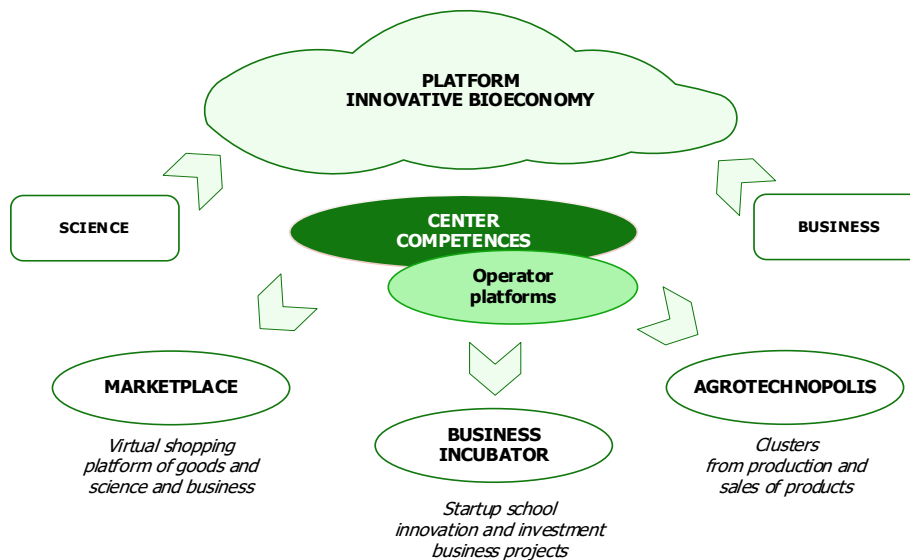 PLATFORM
INNOVATIVE BIOECONOMY
SCIENCE
CENTER
COMPETENCES
BUSINESS
Operator
platforms
MARKETPLACE
BUSINESS
INCUBATOR
AGROTECHNOPOLIS
Virtual shopping
platform of goods and
science and business
Startup school
innovation and investment
business projects
Clusters
from production and
sales of products